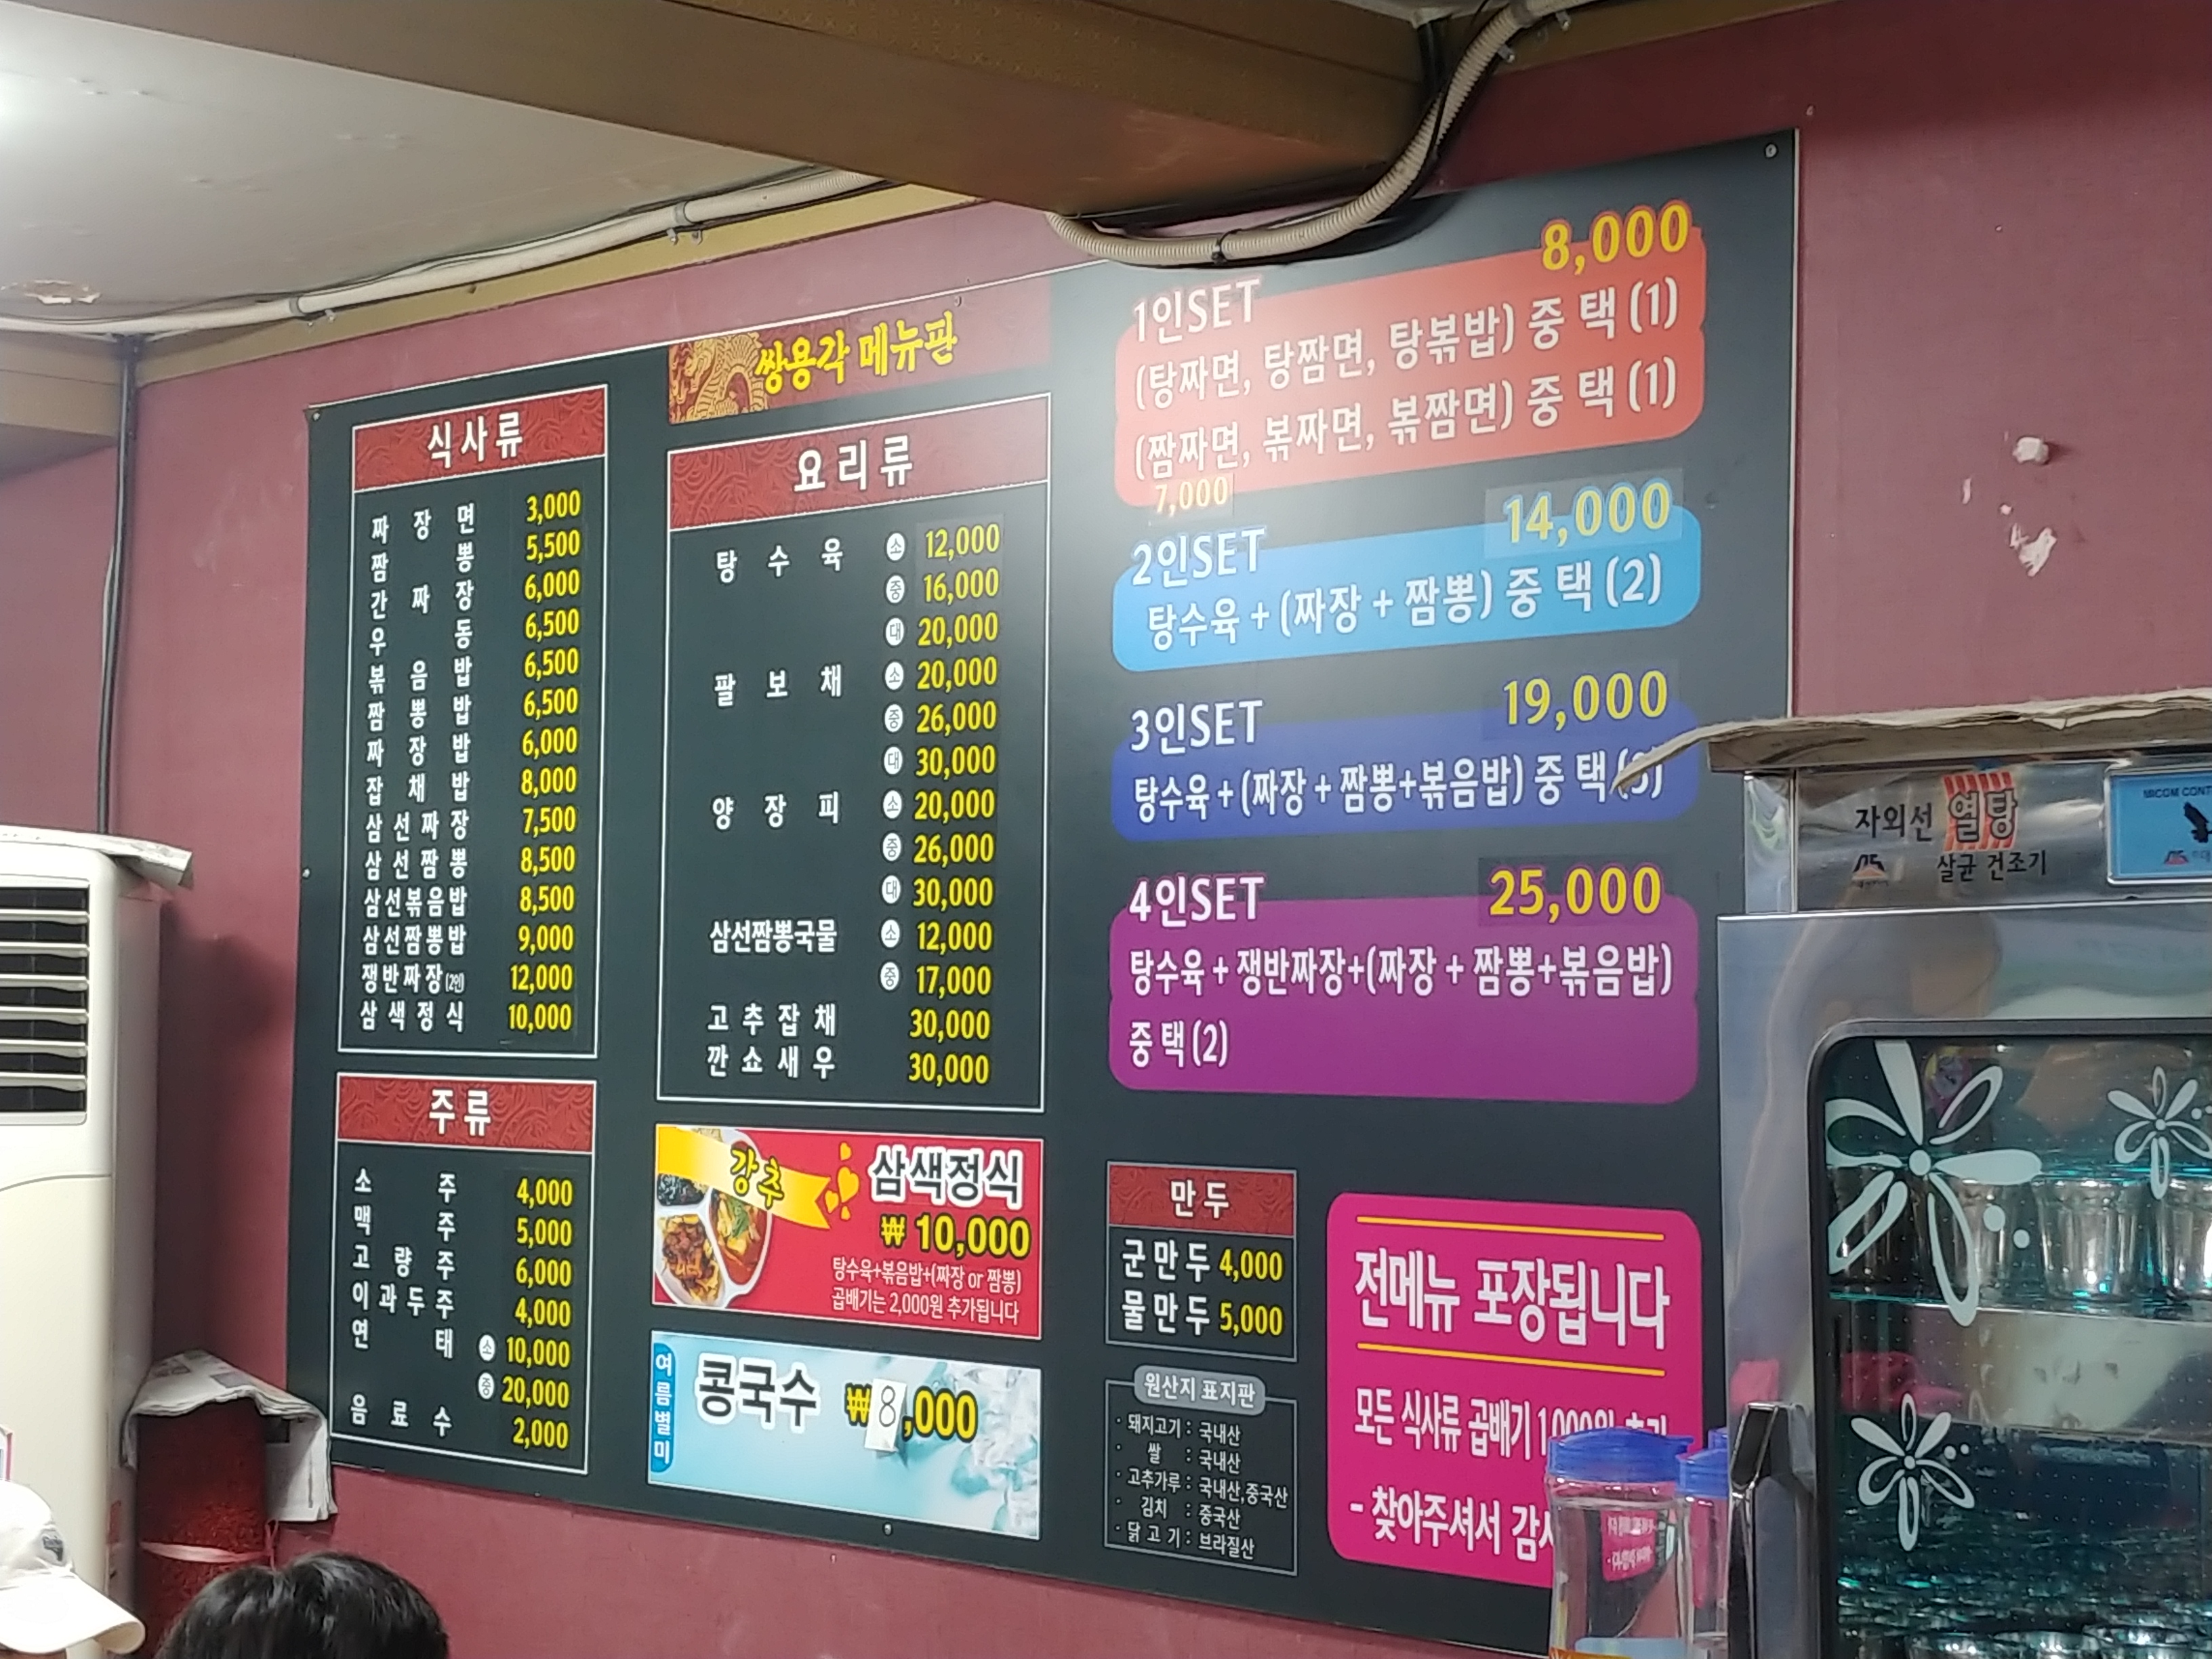 쌍용각 메뉴판
식사류
짜장면 3,000
짬뽕 5,500
간짜장 6,000
우동 6,500
볶음밥 6,500
짬뽕밥 6,500
짜장밥 6,000
잡채밥 8,000
삼선짜장 7,500
삼선짬뽕 8,500
삼선볶음밥 8,500
삼선짬뽕밥 9,000
쟁반짜장(2인) 12,000
삼색정식 10,000
주류
소주 4,000
맥주 5,000
고량주 6,000
이과두주 4,000
연태 소 10,000
중 20,000
음료수 2,000
요리류
탕수육 소 12,000
중 16,000
대 20,000
팔보채 소 20,000
중 26,000
대 30,000
양장피 소 20,000
중 26,000
대 30,000
삼선짬뽕국물 소 12,000
중 17,000
고추잡채 30,000
깐쇼새우 30,000
강추 삼색정식
₩ 10,000
탕수육+볶음밥+(짜장 or 짬뽕)
곱배기는 2,000원 추가됩니다
여름별미
콩국수 ₩8,000
1인SET 8,000
(탕짜면, 탕짬면, 탕볶밥) 중 택 (1)
(짬짜면, 볶짜면, 볶짬면) 중 택 (1)
7,000
2인SET 14,000
탕수육 + (짜장 + 짬뽕) 중 택 (2)
3인SET 19,000
탕수육 + (짜장 + 짬뽕+볶음밥) 중 택
4인SET 25,000
탕수육 + 쟁반짜장+(짜장 + 짬뽕+볶음밥)
중 택 (2)
만두
군만두 4,000
물만두 5,000
원산지 표지판
· 돼지고기 : 국내산
· 쌀 : 국내산
· 고추가루 : 국내산,중국산
· 김치 : 중국산
· 닭고기 : 브라질산
전메뉴 포장됩니다
모든 식사류 곱배기
- 찾아주셔서
자외선 열탕
살균 건조기
MICOM CONT